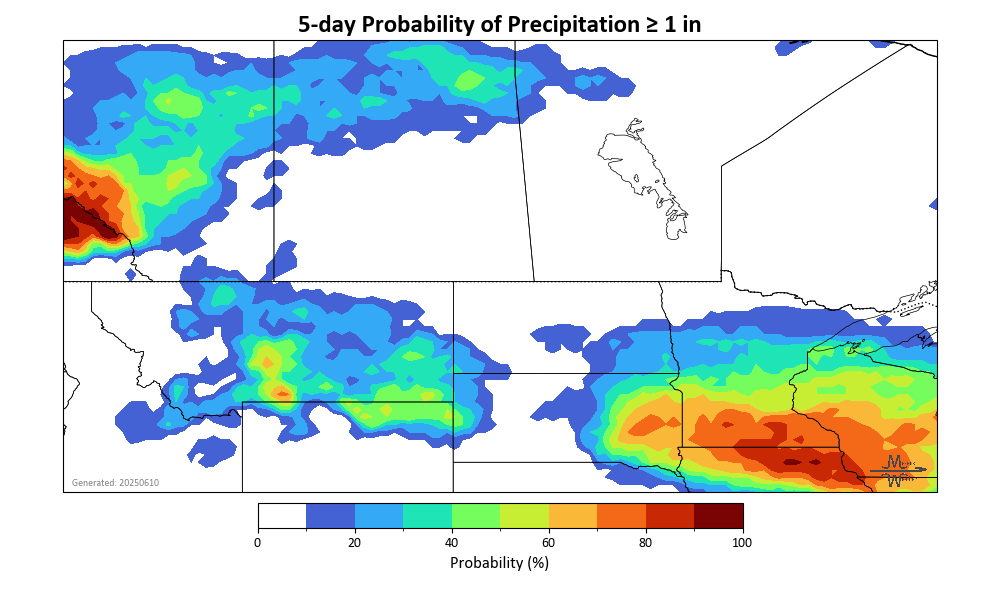 5-day Probability of Precipitation ≥ 1 in
Generated: 20250610
0 20 40 60 80 100
Probability (%)